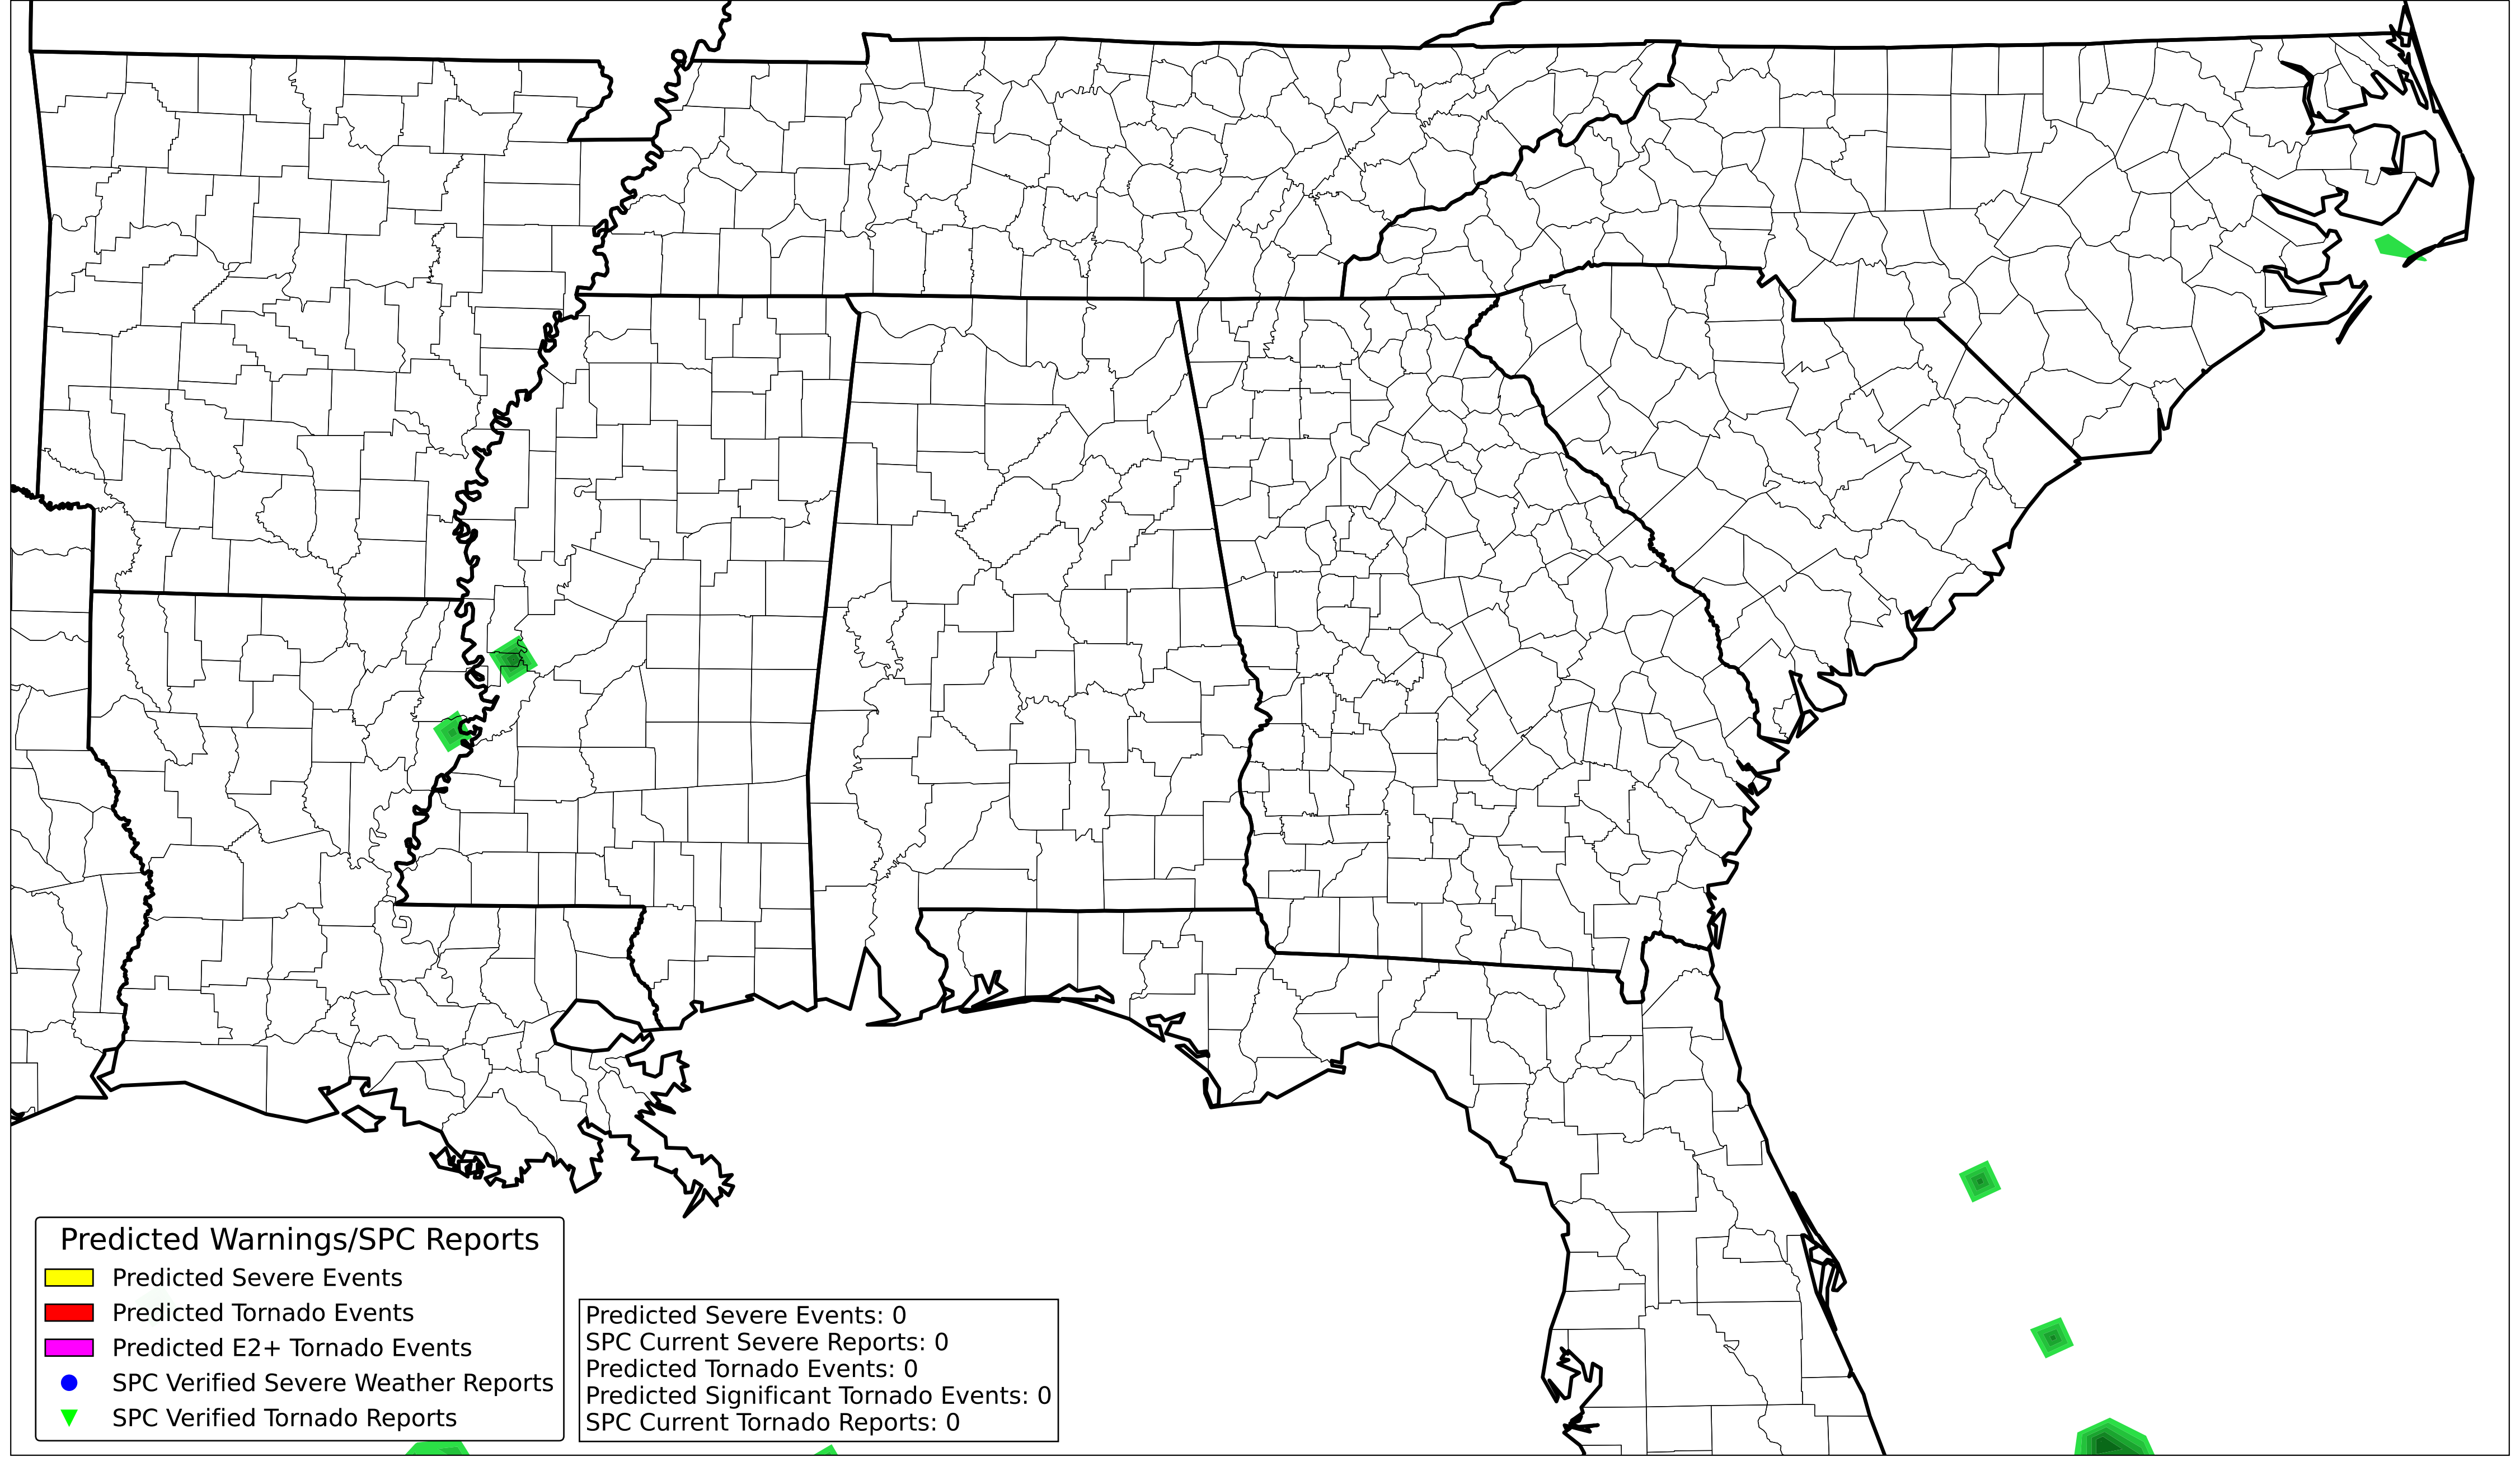 Predicted Warnings/SPC Reports
Predicted Severe Events
Predicted Tornado Events
Predicted E2+ Tornado Events
SPC Verified Severe Weather Reports
SPC Verified Tornado Reports
Predicted Severe Events: 0
SPC Current Severe Reports: 0
Predicted Tornado Events: 0
Predicted Significant Tornado Events: 0
SPC Current Tornado Reports: 0